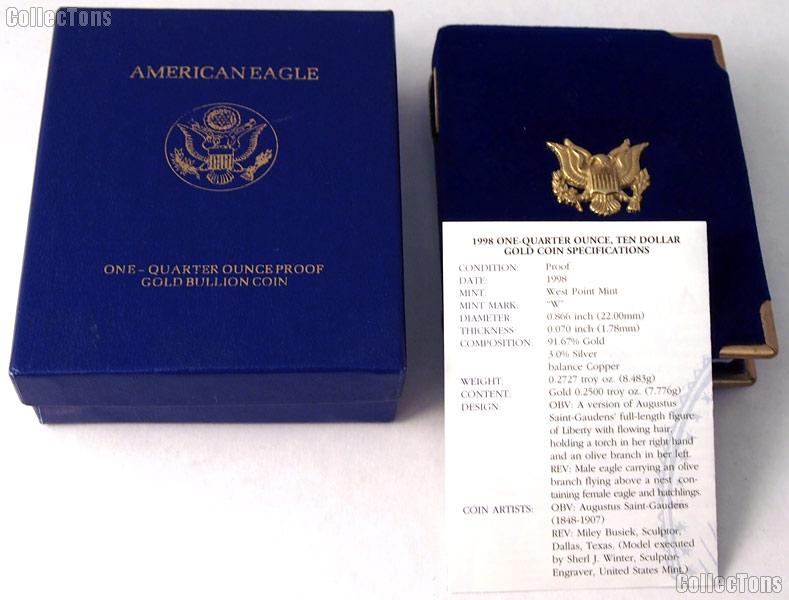 CollecTons
AMERICAN EAGLE
ONE-QUARTER OUNCE PROOF
GOLD BULLION COIN
1998 ONE-QUARTER OUNCE, TEN DOLLAR
GOLD COIN SPECIFICATIONS
CONDITION: Proof
DATE: 1998
MINT: West Point Mint
MINT MARK: "W"
DIAMETER: 0.866 inch (22.00mm)
THICKNESS: 0.070 inch (1.78mm)
COMPOSITION: 91.67% Gold
3.0% Silver
balance Copper
WEIGHT: 0.2727 troy oz. (8.483g)
CONTENT: Gold 0.2500 troy oz. (7.776g)
DESIGN: OBV: A version of Augustus
Saint-Gaudens' full-length figure
of Liberty with flowing hair,
holding a torch in her right hand
and an olive branch in her left.
REV: Male eagle carrying an olive
branch flying above a nest con-
taining female eagle and hatchlings.
COIN ARTISTS: OBV: Augustus Saint-Gaudens
(1848-1907)
REV: Miley Busiek, Sculptor,
Dallas, Texas. (Model executed
by Sherl J. Winter, Sculptor-
Engraver, United States Mint.)
CollecTons